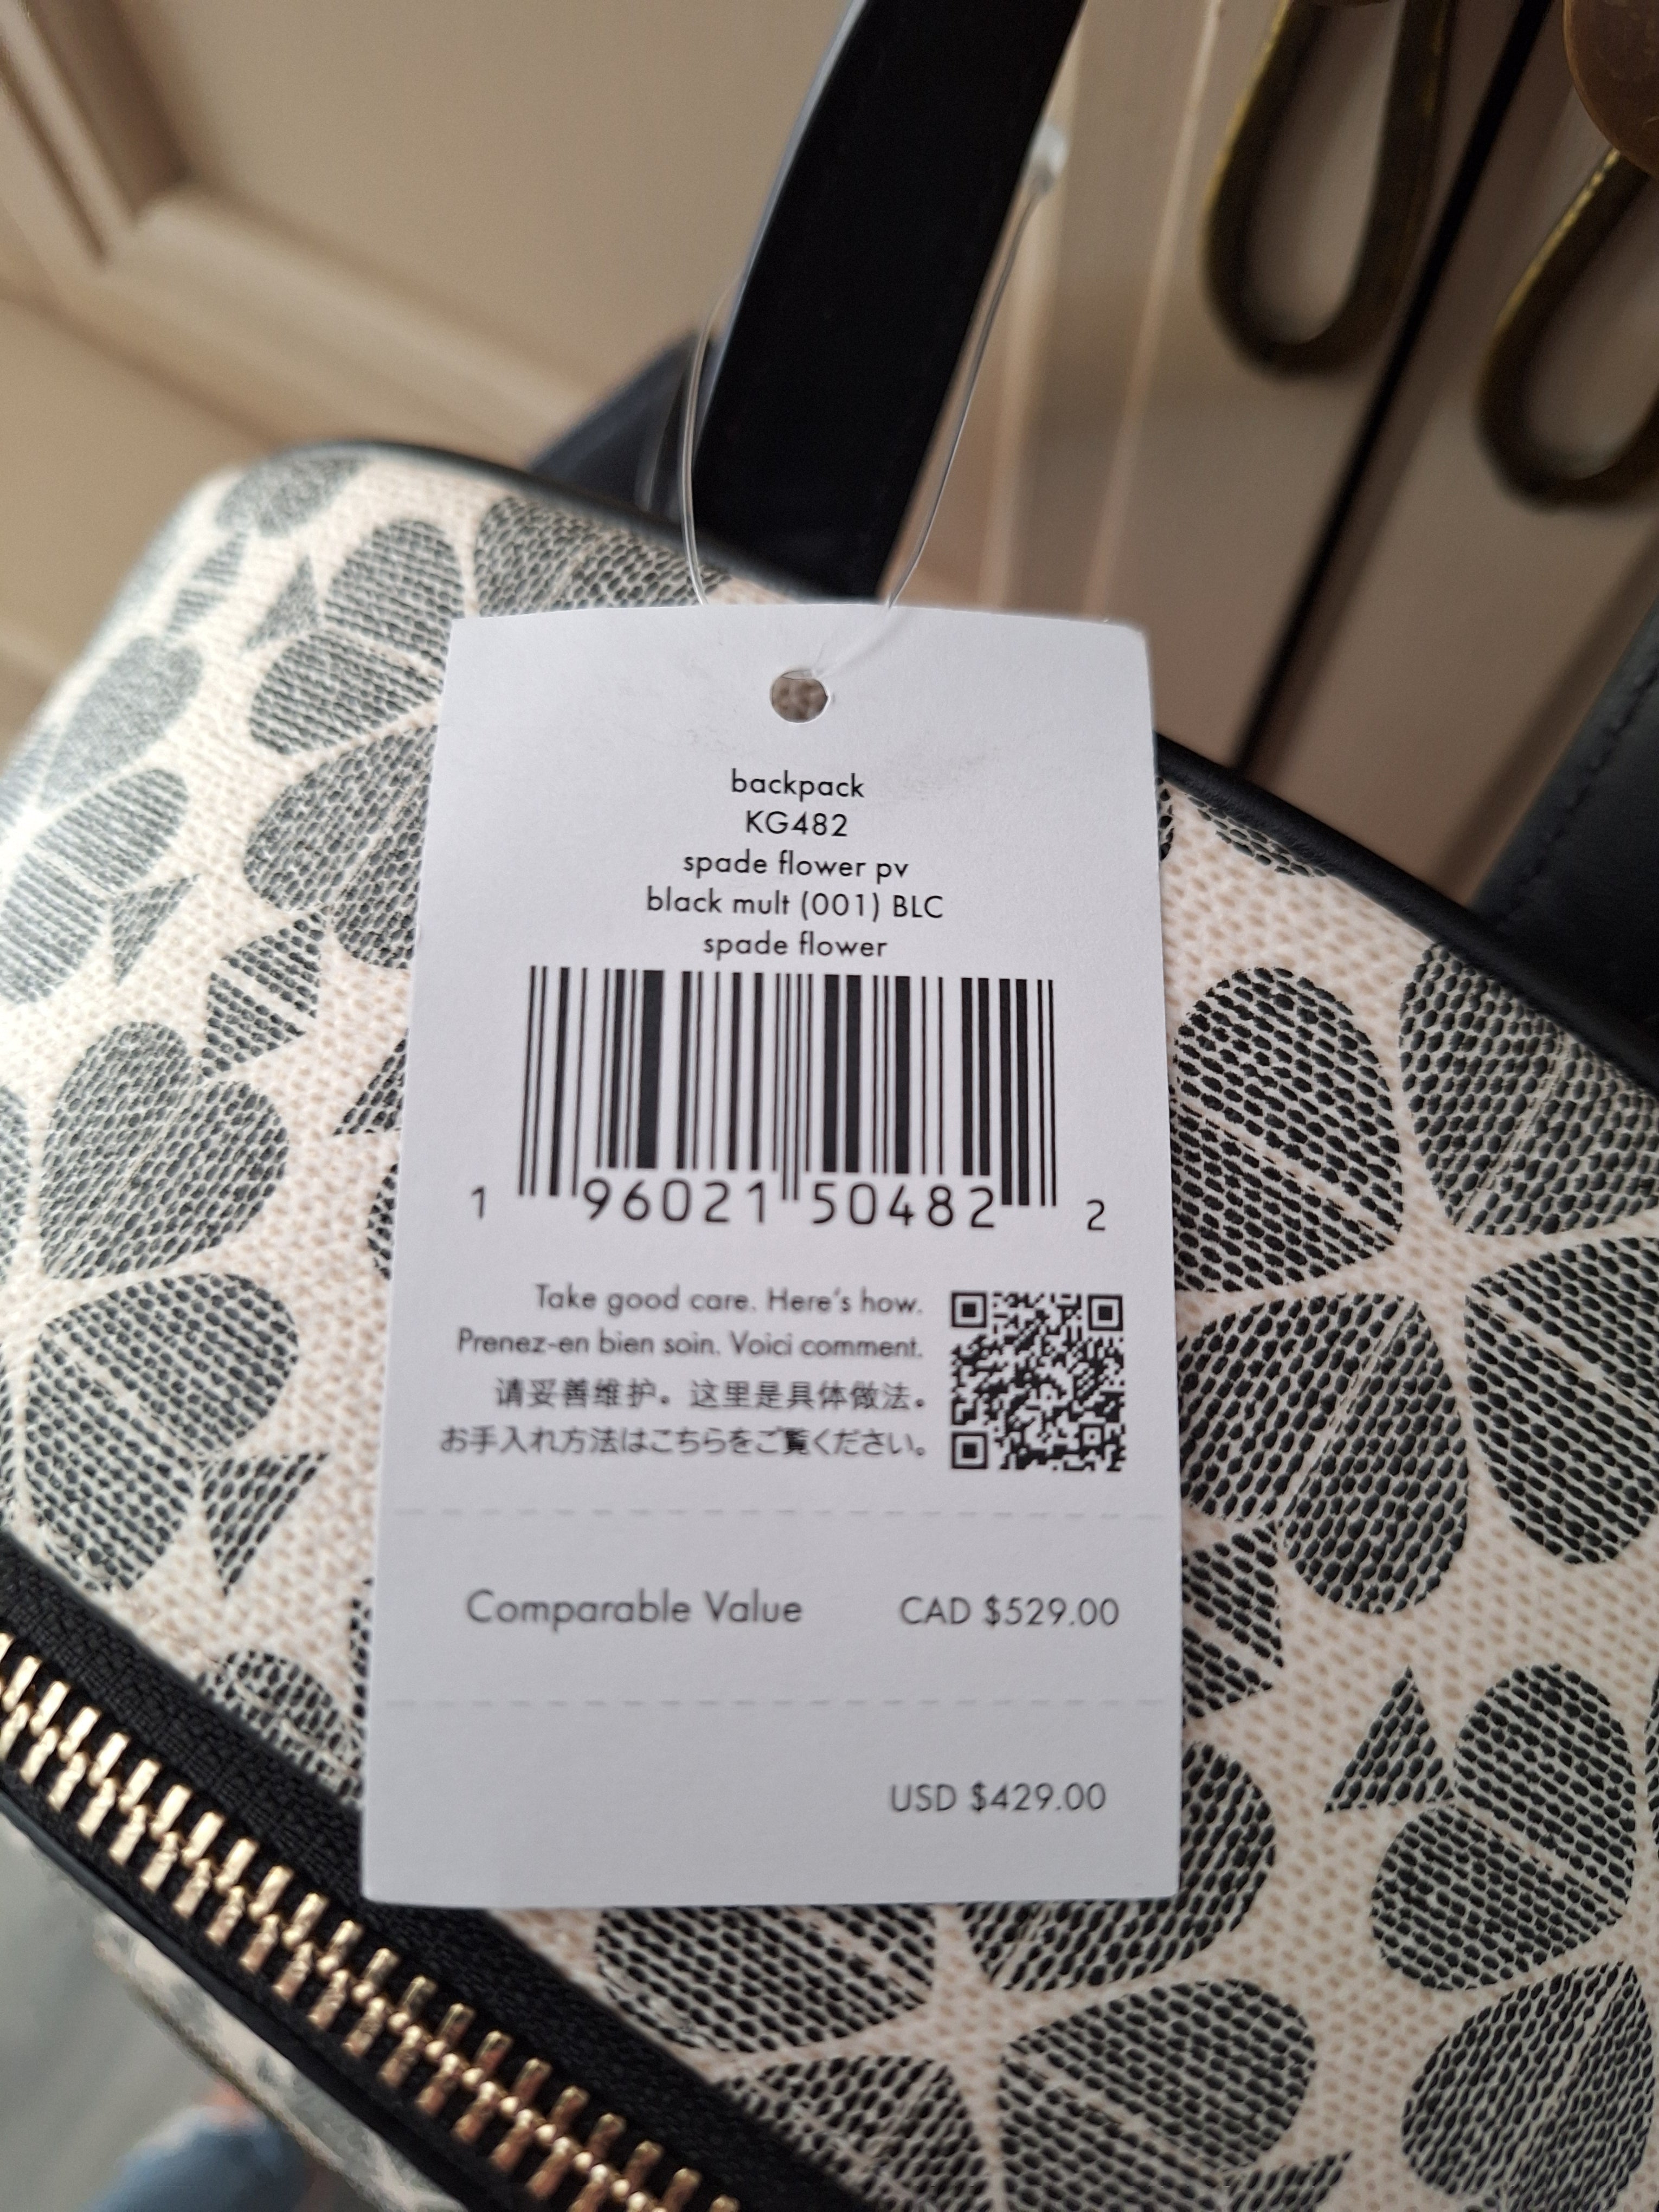 backpack
KG482
spade flower pv
black mult (001) BLC
spade flower
1 96021 50482 2
Take good care. Here's how.
Prenez-en bien soin. Voici comment.
请妥善维护。这里是具体做法。
お手入れ方法はこちらをご覧ください。
Comparable Value CAD $529.00
USD $429.00